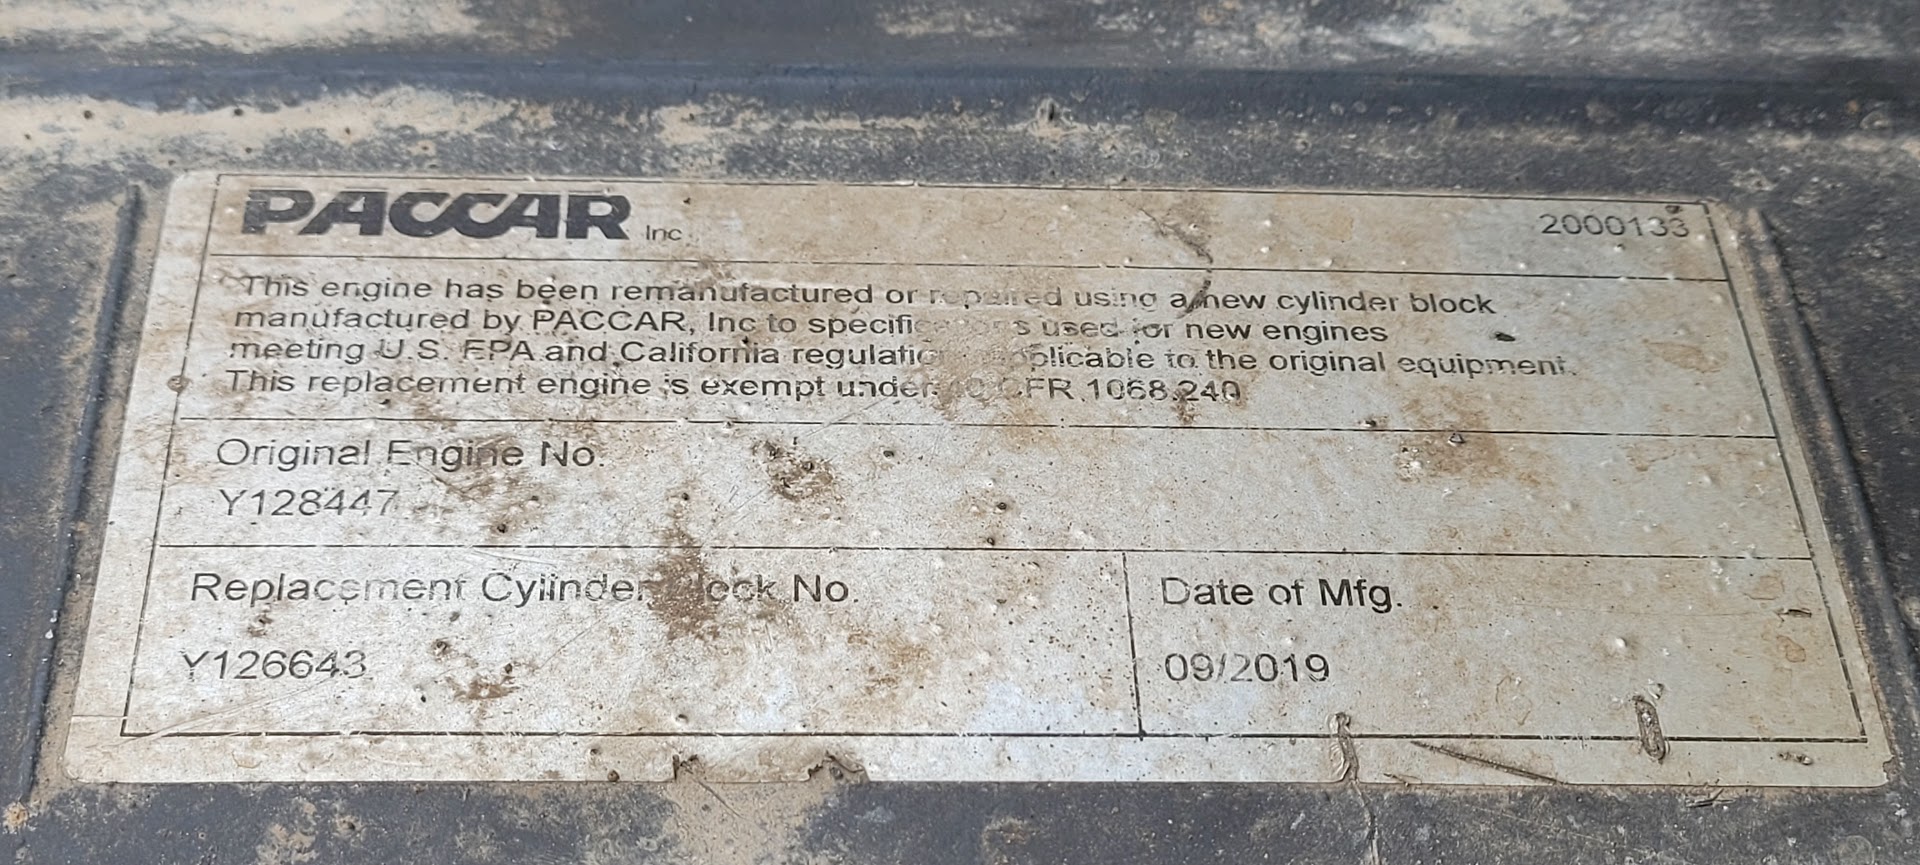 PACCAR Inc
2000133
This engine has been remanufactured or repaired using a new cylinder block
manufactured by PACCAR, Inc to specifications used for new engines
meeting U.S. EPA and California regulations applicable to the original equipment.
This replacement engine is exempt under 40 CFR 1068.240
Original Engine No.
Y128447
Replacement Cylinder Block No.
Y126643
Date of Mfg.
09/2019